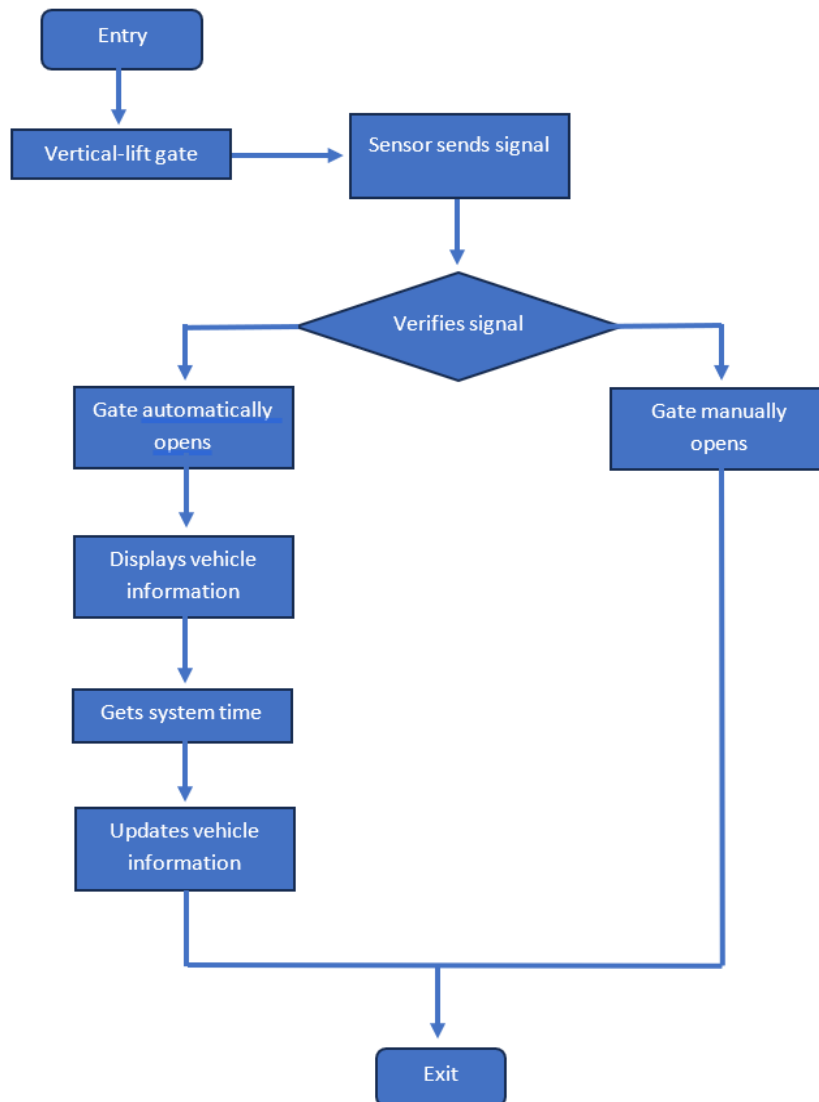 Entry
Vertical-lift gate
Sensor sends signal
Verifies signal
Gate automatically
opens
Gate manually
opens
Displays vehicle
information
Gets system time
Updates vehicle
information
Exit